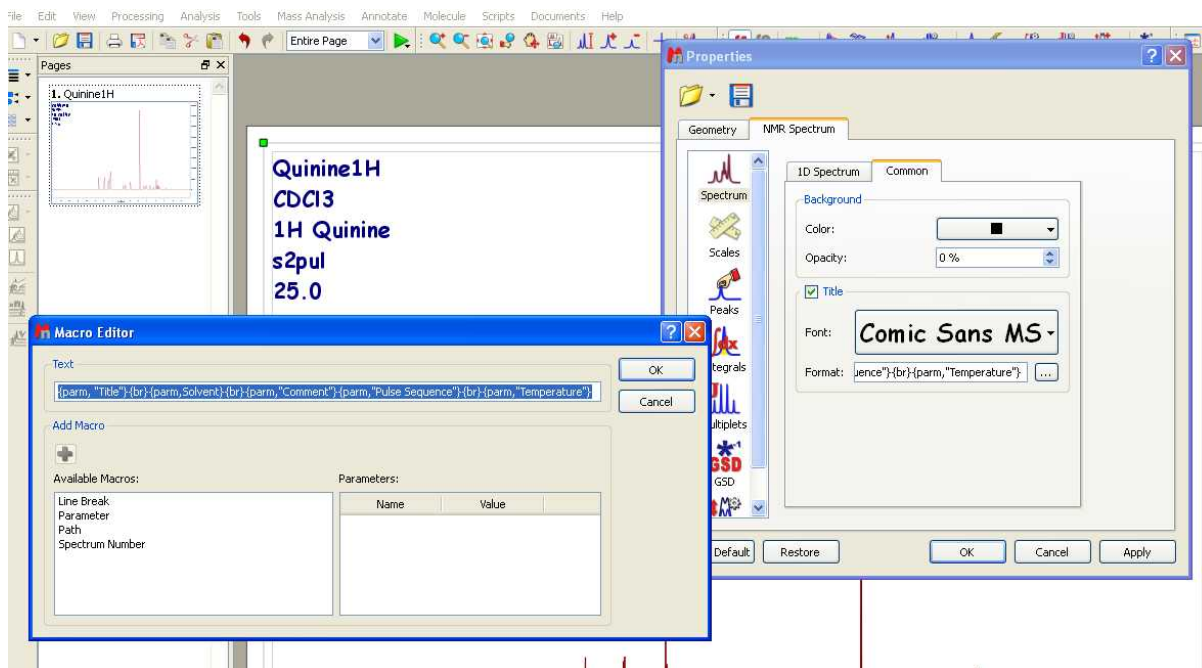 File Edit View Processing Analysis Tools Mass Analysis Annotate Molecule Scripts Documents Help
Entire Page
Pages
1. Quinine1H
Quinine1H
CDCl3
1H Quinine
s2pul
25.0
Properties
Geometry
NMR Spectrum
Spectrum
Scales
Peaks
tegrals
ultiplets
GSD
GSD
1D Spectrum
Common
Background
Color:
Opacity:
0 %
Title
Font:
Comic Sans MS
Format:
uence"}{br}{parm,"Temperature"}
...
Default
Restore
OK
Cancel
Apply
Macro Editor
Text
{parm, "Title"}{br}{parm,Solvent}{br}{parm,"Comment"}{parm,"Pulse Sequence"}{br}{parm,"Temperature"}
OK
Cancel
Add Macro
Available Macros:
Line Break
Parameter
Path
Spectrum Number
Parameters:
Name
Value